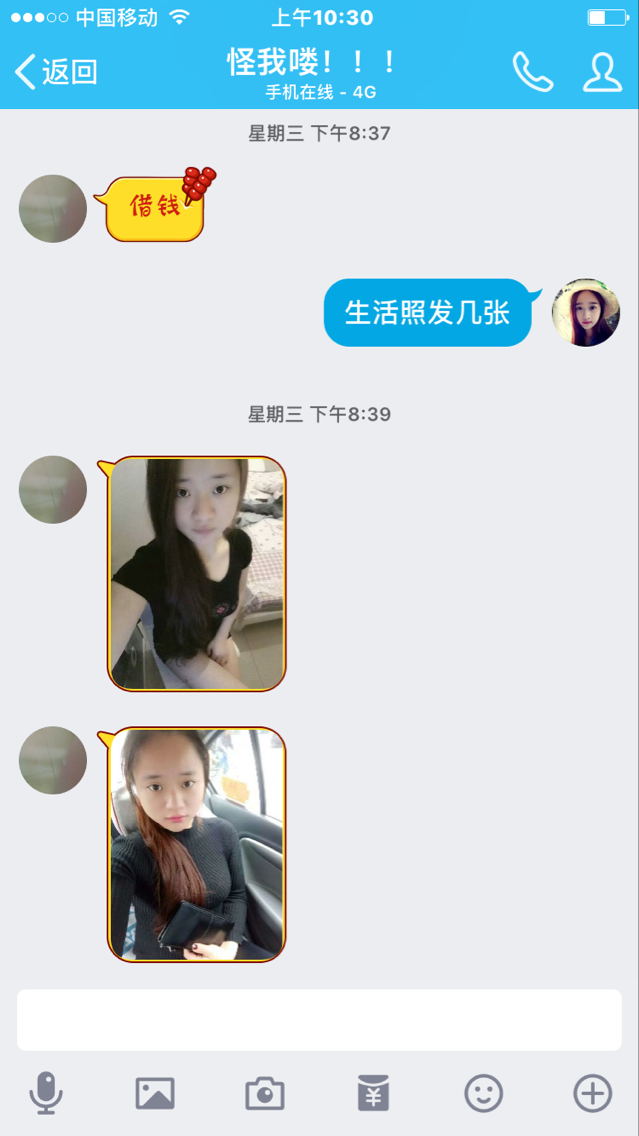 中国移动 上午10:30
返回 怪我喽！！！
手机在线 - 4G
星期三 下午8:37
借钱
生活照发几张
星期三 下午8:39